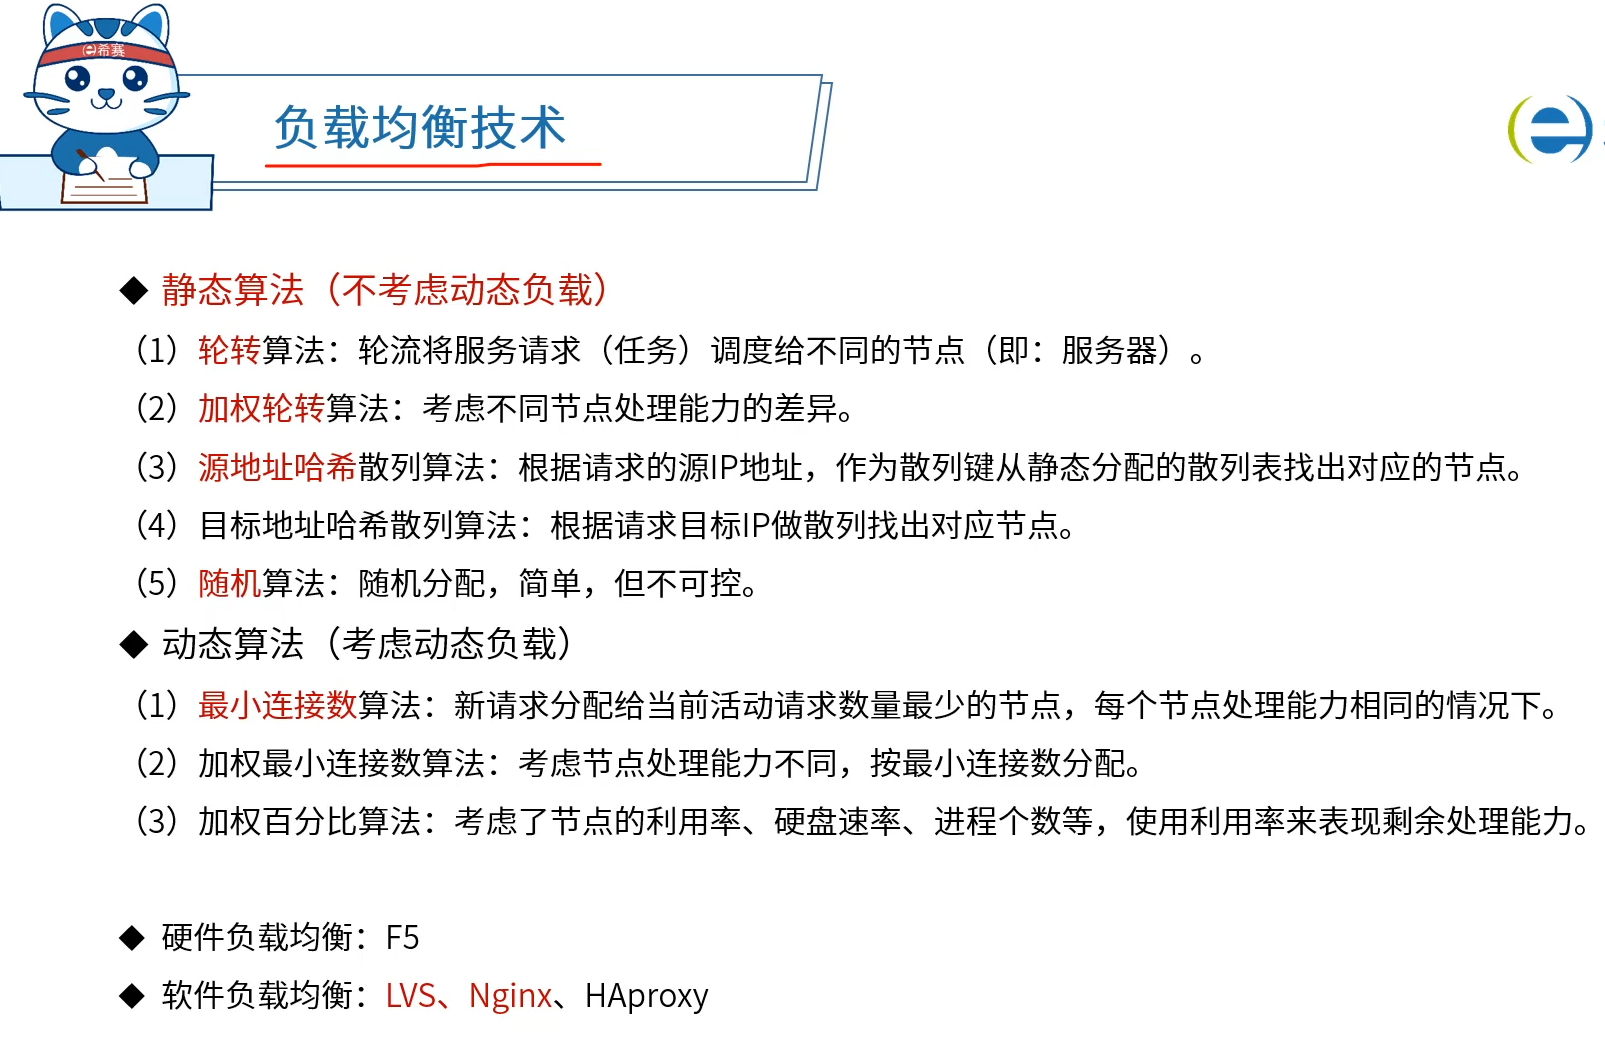 希赛
负载均衡技术
◆ 静态算法（不考虑动态负载）
（1）轮转算法：轮流将服务请求（任务）调度给不同的节点（即：服务器）。
（2）加权轮转算法：考虑不同节点处理能力的差异。
（3）源地址哈希散列算法：根据请求的源IP地址，作为散列键从静态分配的散列表找出对应的节点。
（4）目标地址哈希散列算法：根据请求目标IP做散列找出对应节点。
（5）随机算法：随机分配，简单，但不可控。
◆ 动态算法（考虑动态负载）
（1）最小连接数算法：新请求分配给当前活动请求数量最少的节点，每个节点处理能力相同的情况下。
（2）加权最小连接数算法：考虑节点处理能力不同，按最小连接数分配。
（3）加权百分比算法：考虑了节点的利用率、硬盘速率、进程个数等，使用利用率来表现剩余处理能力。
◆ 硬件负载均衡：F5
◆ 软件负载均衡：LVS、Nginx、HAproxy